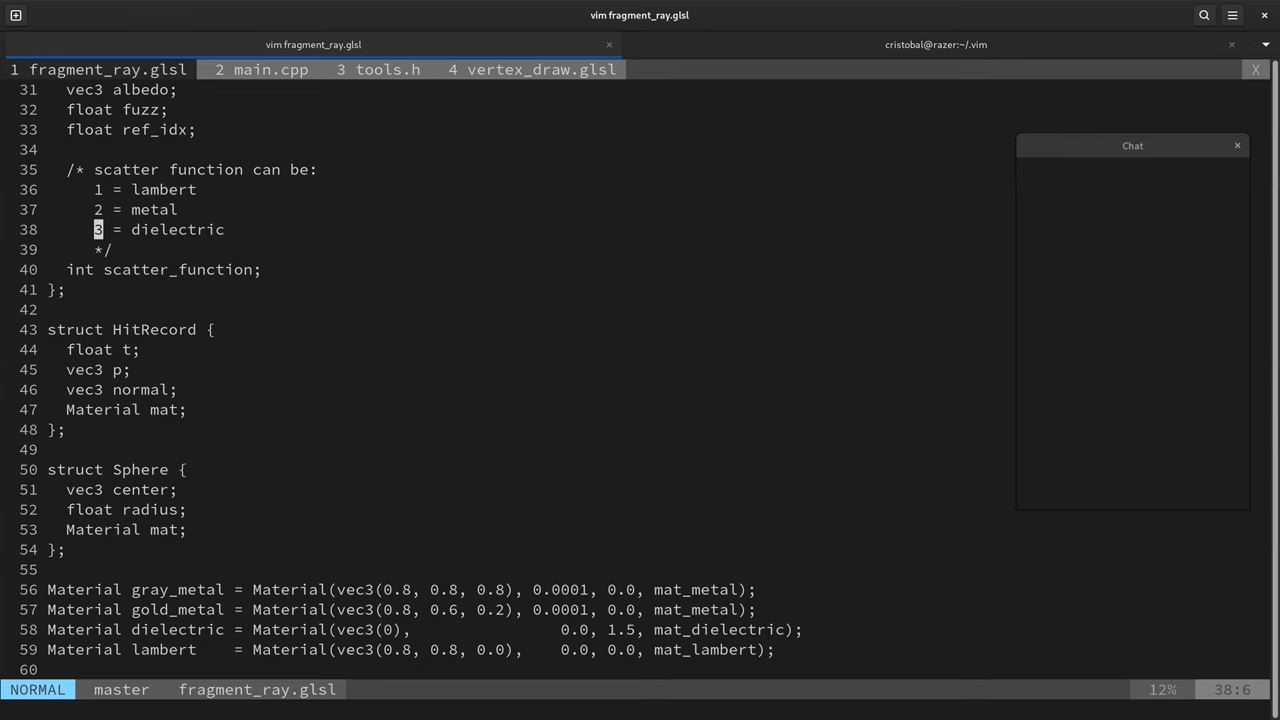 vim fragment_ray.glsl
vim fragment_ray.glsl × cristobal@razer:~/.vim ×
1 fragment_ray.glsl 2 main.cpp 3 tools.h 4 vertex_draw.glsl X
31 vec3 albedo;
32 float fuzz;
33 float ref_idx;
34
35 /* scatter function can be:
36 1 = lambert
37 2 = metal
38 3 = dielectric
39 */
40 int scatter_function;
41 };
42
43 struct HitRecord {
44 float t;
45 vec3 p;
46 vec3 normal;
47 Material mat;
48 };
49
50 struct Sphere {
51 vec3 center;
52 float radius;
53 Material mat;
54 };
55
56 Material gray_metal = Material(vec3(0.8, 0.8, 0.8), 0.0001, 0.0, mat_metal);
57 Material gold_metal = Material(vec3(0.8, 0.6, 0.2), 0.0001, 0.0, mat_metal);
58 Material dielectric = Material(vec3(0), 0.0, 1.5, mat_dielectric);
59 Material lambert = Material(vec3(0.8, 0.8, 0.0), 0.0, 0.0, mat_lambert);
60
NORMAL master fragment_ray.glsl 12% 38:6
Chat ×